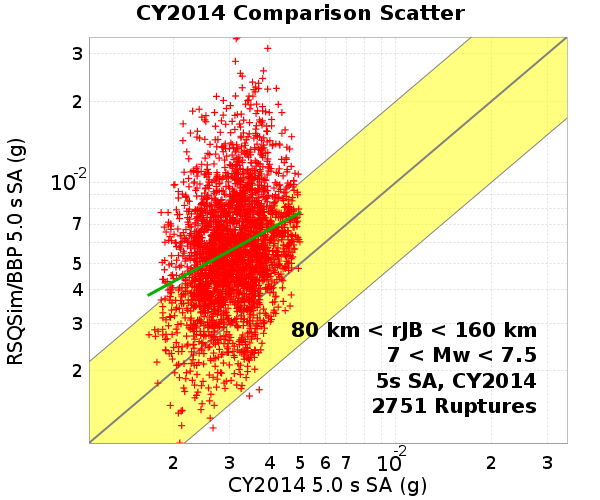 CY2014 Comparison Scatter
RSQSim/BBP 5.0 s SA (g)
3
2
10-2
7
5
4
3
2
80 km < rJB < 160 km
7 < Mw < 7.5
5s SA, CY2014
2751 Ruptures
2 3 4 5 6 7 10-2 2 3
CY2014 5.0 s SA (g)